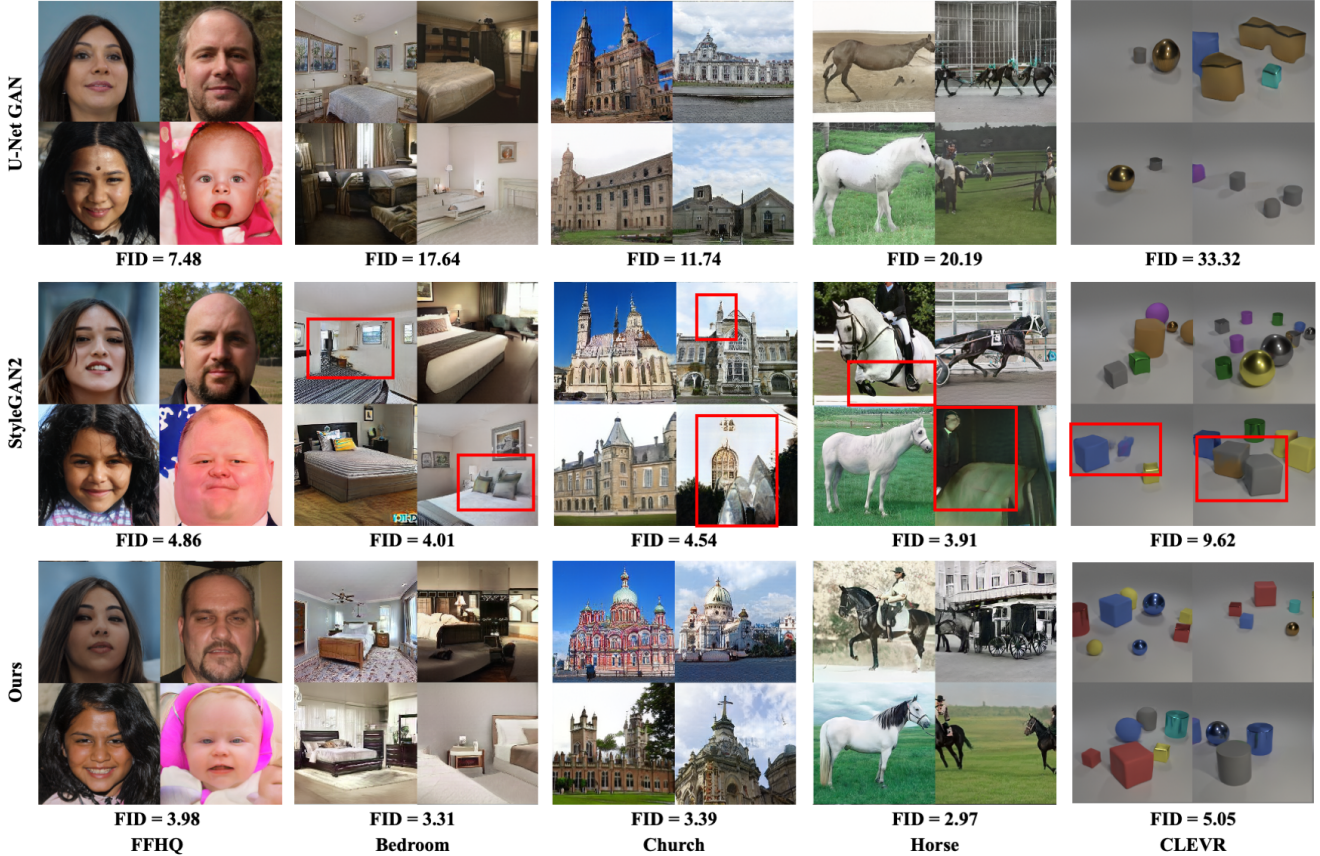 U-Net GAN
FID = 7.48
FID = 17.64
FID = 11.74
FID = 20.19
FID = 33.32
StyleGAN2
FID = 4.86
FID = 4.01
FID = 4.54
FID = 3.91
FID = 9.62
Ours
FID = 3.98
FID = 3.31
FID = 3.39
FID = 2.97
FID = 5.05
FFHQ
Bedroom
Church
Horse
CLEVR